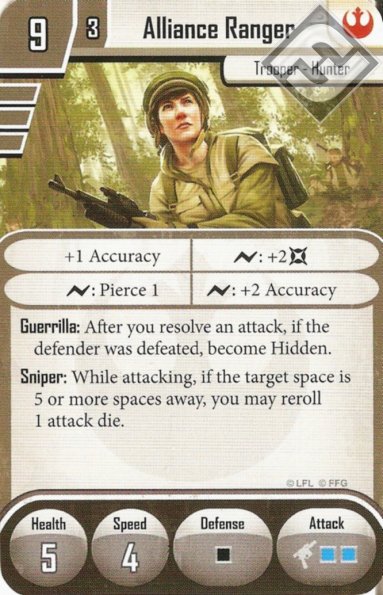 9
3
Alliance Ranger
Trooper - Hunter
+1 Accuracy
: +2
: Pierce 1
: +2 Accuracy
Guerrilla: After you resolve an attack, if the
defender was defeated, become Hidden.
Sniper: While attacking, if the target space is
5 or more spaces away, you may reroll
1 attack die.
© LFL © FFG
Health
Speed
Defense
Attack
5
4